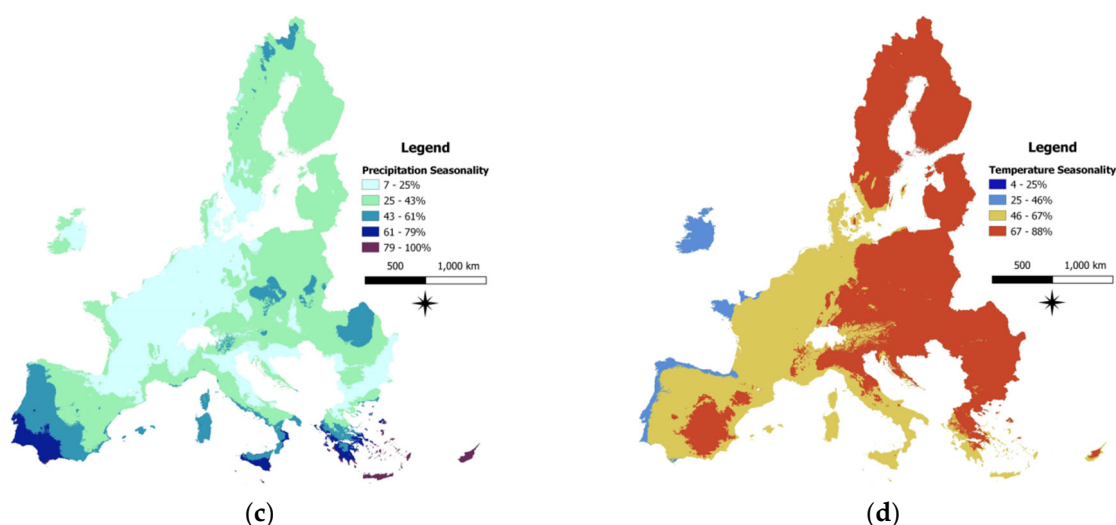 Legend
Precipitation Seasonality
7 - 25%
25 - 43%
43 - 61%
61 - 79%
79 - 100%
500 1,000 km
(c)
Legend
Temperature Seasonality
4 - 25%
25 - 46%
46 - 67%
67 - 88%
500 1,000 km
(d)